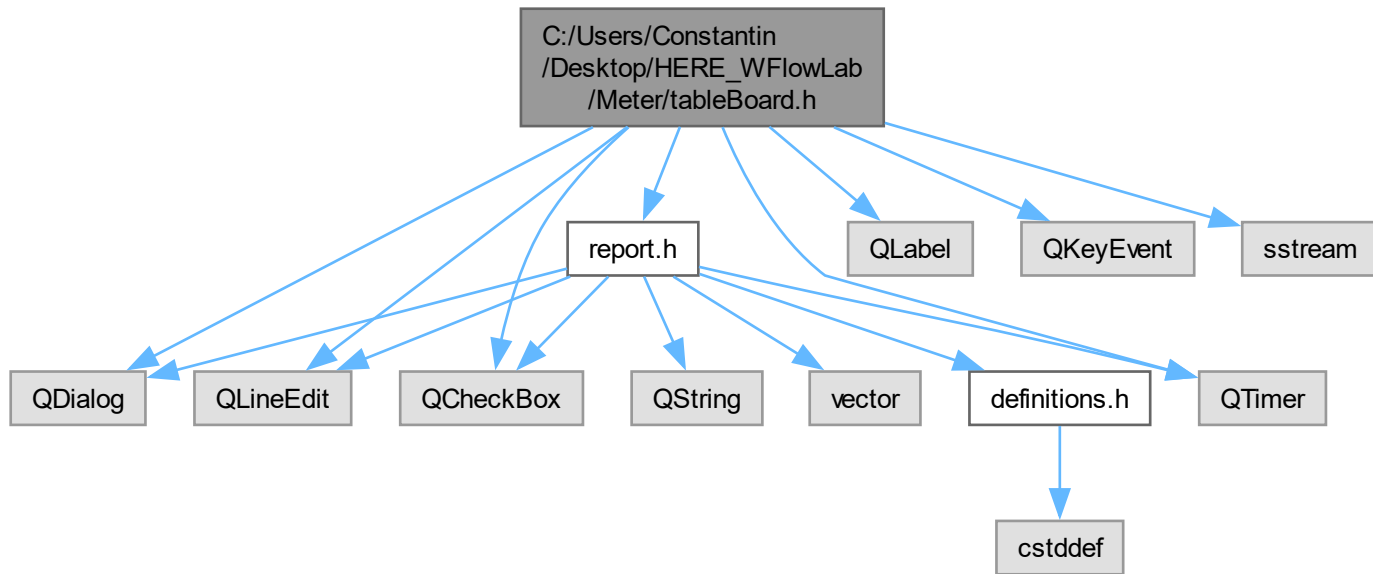 C:/Users/Constantin
/Desktop/HERE_WFlowLab
/Meter/tableBoard.h
report.h
QLabel
QKeyEvent
sstream
QDialog
QLineEdit
QCheckBox
QString
vector
definitions.h
QTimer
cstddef